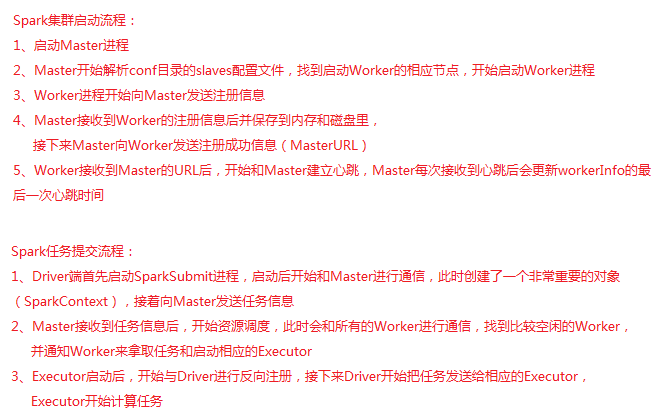 Spark集群启动流程：
1、启动Master进程
2、Master开始解析conf目录的slaves配置文件，找到启动Worker的相应节点，开始启动Worker进程
3、Worker进程开始向Master发送注册信息
4、Master接收到Worker的注册信息后并保存到内存和磁盘里，
接下来Master向Worker发送注册成功信息（MasterURL）
5、Worker接收到Master的URL后，开始和Master建立心跳，Master每次接收到心跳后会更新workerInfo的最
后一次心跳时间
Spark任务提交流程：
1、Driver端首先启动SparkSubmit进程，启动后开始和Master进行通信，此时创建了一个非常重要的对象
（SparkContext），接着向Master发送任务信息
2、Master接收到任务信息后，开始资源调度，此时会和所有的Worker进行通信，找到比较空闲的Worker，
并通知Worker来拿取任务和启动相应的Executor
3、Executor启动后，开始与Driver进行反向注册，接下来Driver开始把任务发送给相应的Executor，
Executor开始计算任务